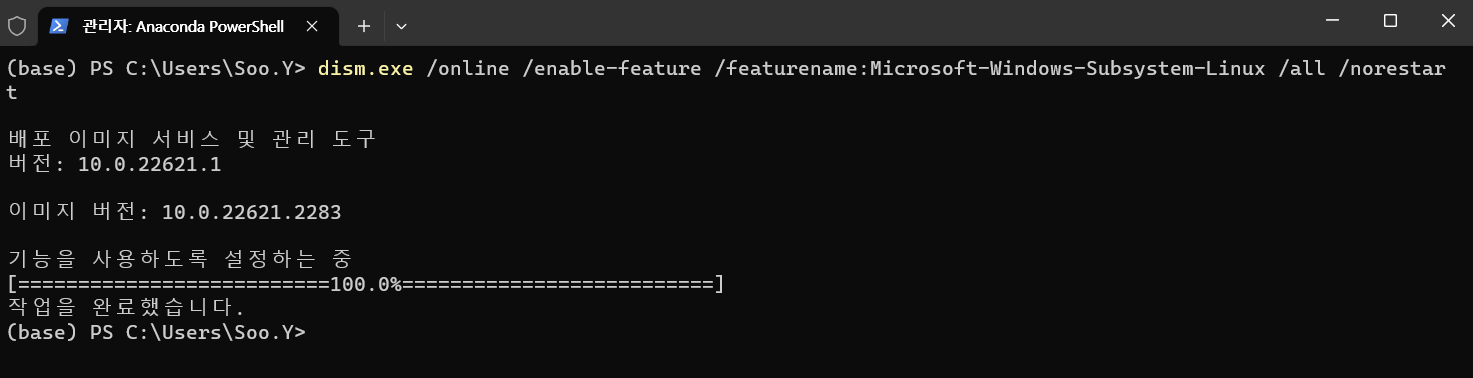 관리자: Anaconda PowerShell
(base) PS C:\Users\Soo.Y> dism.exe /online /enable-feature /featurename:Microsoft-Windows-Subsystem-Linux /all /norestar
t
배포 이미지 서비스 및 관리 도구
버전: 10.0.22621.1
이미지 버전: 10.0.22621.2283
기능을 사용하도록 설정하는 중
[==========================100.0%==========================]
작업을 완료했습니다.
(base) PS C:\Users\Soo.Y>